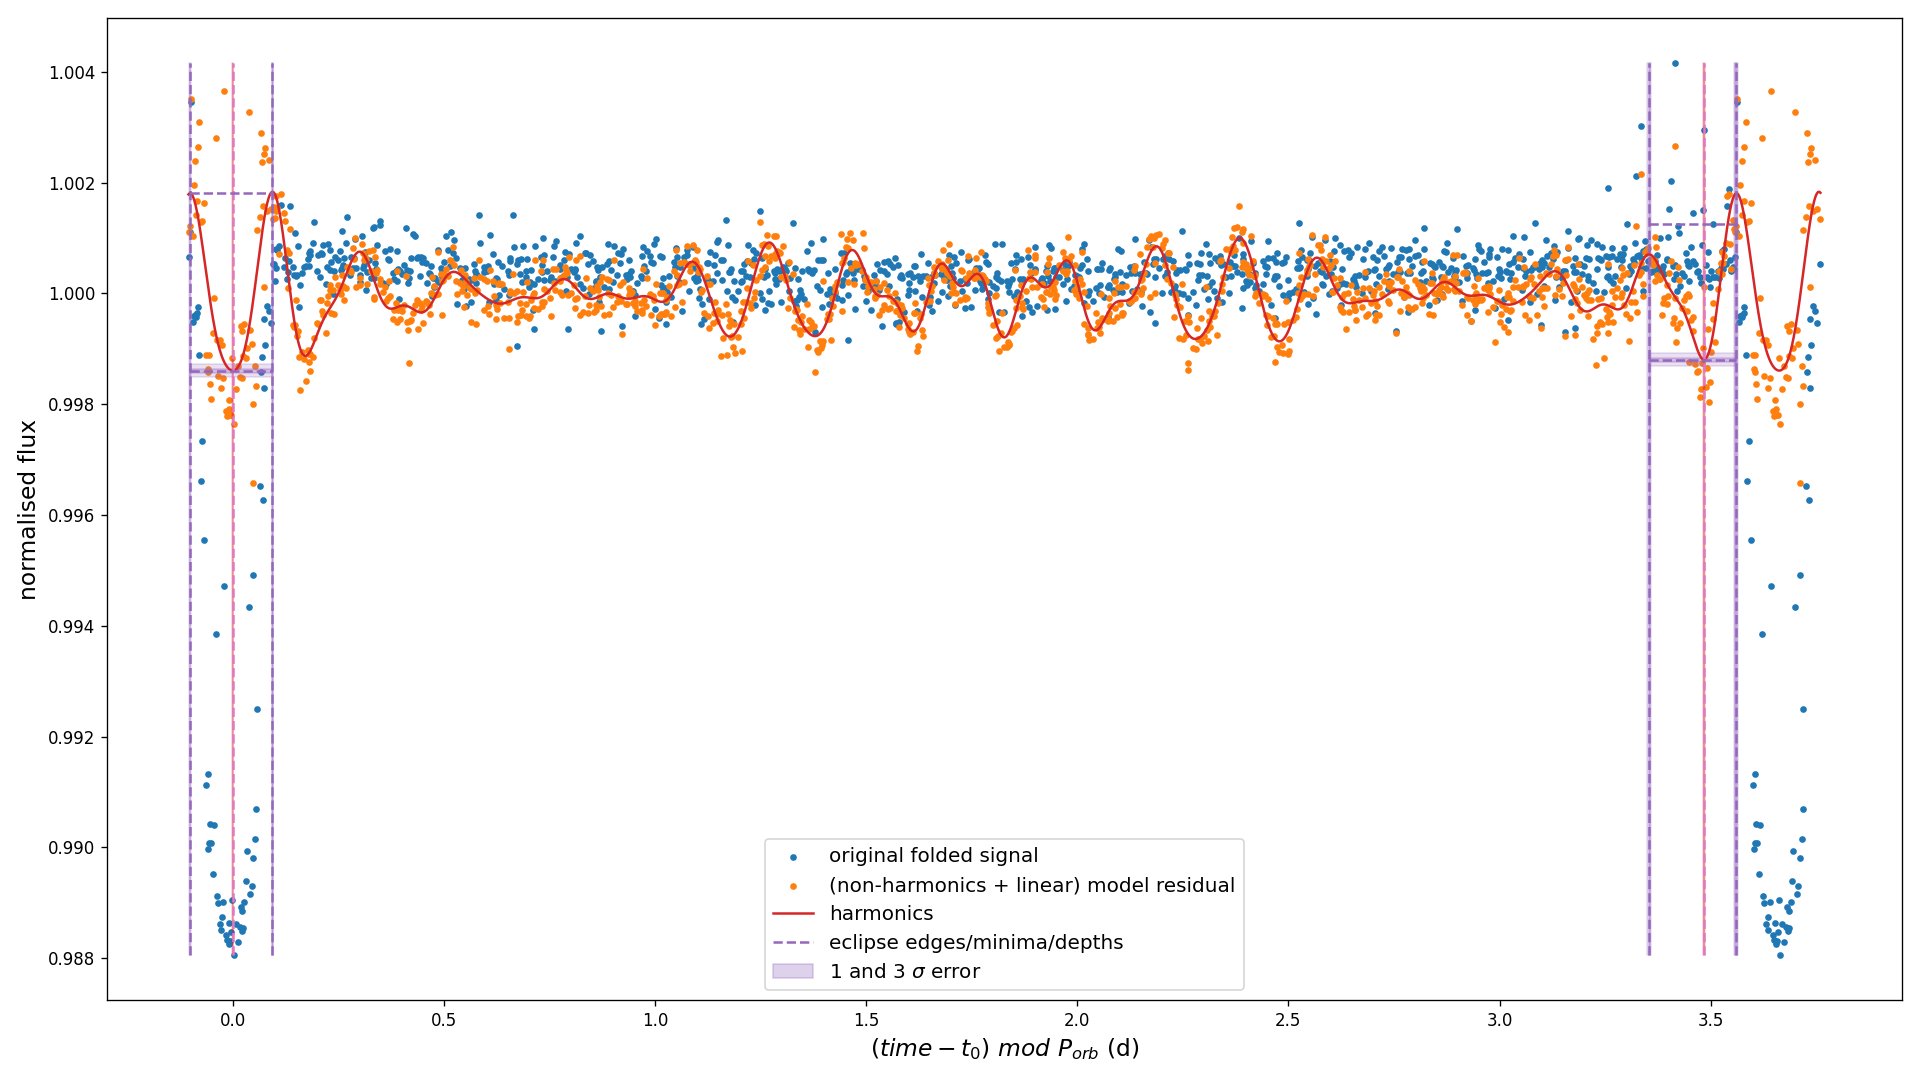 normalised flux
1.004
1.002
1.000
0.998
0.996
0.994
0.992
0.990
0.988
original folded signal
(non-harmonics + linear) model residual
harmonics
eclipse edges/minima/depths
1 and 3 σ error
0.0 0.5 1.0 1.5 2.0 2.5 3.0 3.5
(time − t₀) mod P_orb (d)